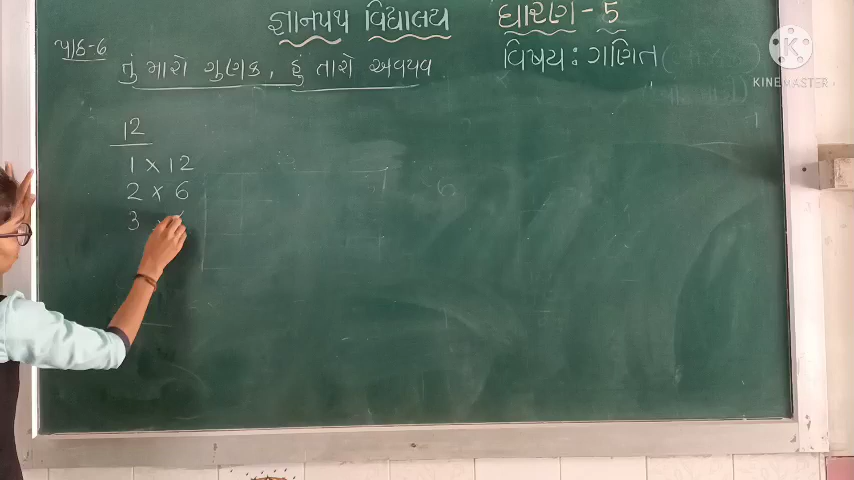 જ્ઞાનપથ વિદ્યાલય ધોરણ - 5
પાઠ-6
તું મારો ગુણક, હું તારો અવયવ
વિષય: ગણિત
KINEMASTER
12
1 × 12
2 × 6
3